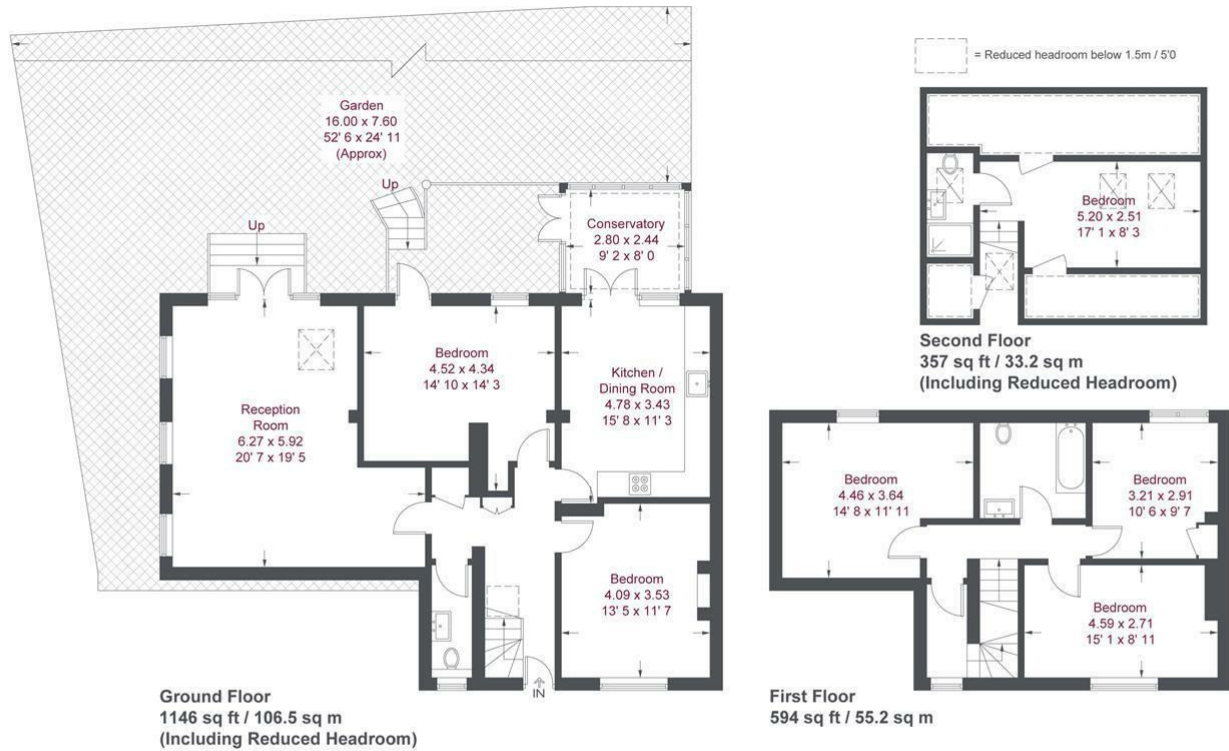 Garden
16.00 x 7.60
52' 6 x 24' 11
(Approx)
Up
Up
Conservatory
2.80 x 2.44
9' 2 x 8' 0
Reception
Room
6.27 x 5.92
20' 7 x 19' 5
Bedroom
4.52 x 4.34
14' 10 x 14' 3
Kitchen /
Dining Room
4.78 x 3.43
15' 8 x 11' 3
Bedroom
4.09 x 3.53
13' 5 x 11' 7
IN
Ground Floor
1146 sq ft / 106.5 sq m
(Including Reduced Headroom)
= Reduced headroom below 1.5m / 5'0
Bedroom
5.20 x 2.51
17' 1 x 8' 3
Second Floor
357 sq ft / 33.2 sq m
(Including Reduced Headroom)
Bedroom
4.46 x 3.64
14' 8 x 11' 11
Bedroom
3.21 x 2.91
10' 6 x 9' 7
Bedroom
4.59 x 2.71
15' 1 x 8' 11
First Floor
594 sq ft / 55.2 sq m